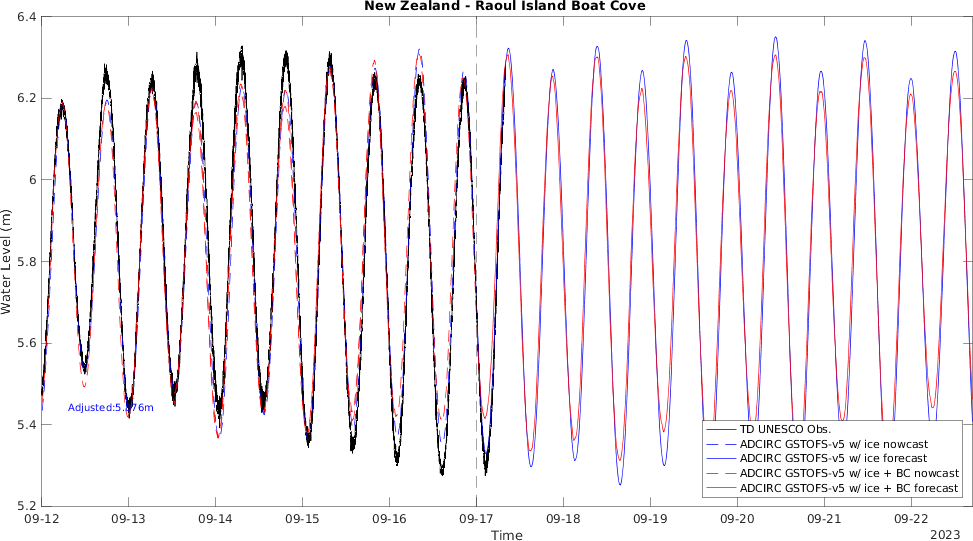 New Zealand - Raoul Island Boat Cove
6.4
6.2
6
5.8
5.6
5.4
5.2
Water Level (m)
Adjusted:5.876m
TD UNESCO Obs.
ADCIRC GSTOFS-v5 w/ ice nowcast
ADCIRC GSTOFS-v5 w/ ice forecast
ADCIRC GSTOFS-v5 w/ ice + BC nowcast
ADCIRC GSTOFS-v5 w/ ice + BC forecast
09-12 09-13 09-14 09-15 09-16 09-17 09-18 09-19 09-20 09-21 09-22
Time
2023